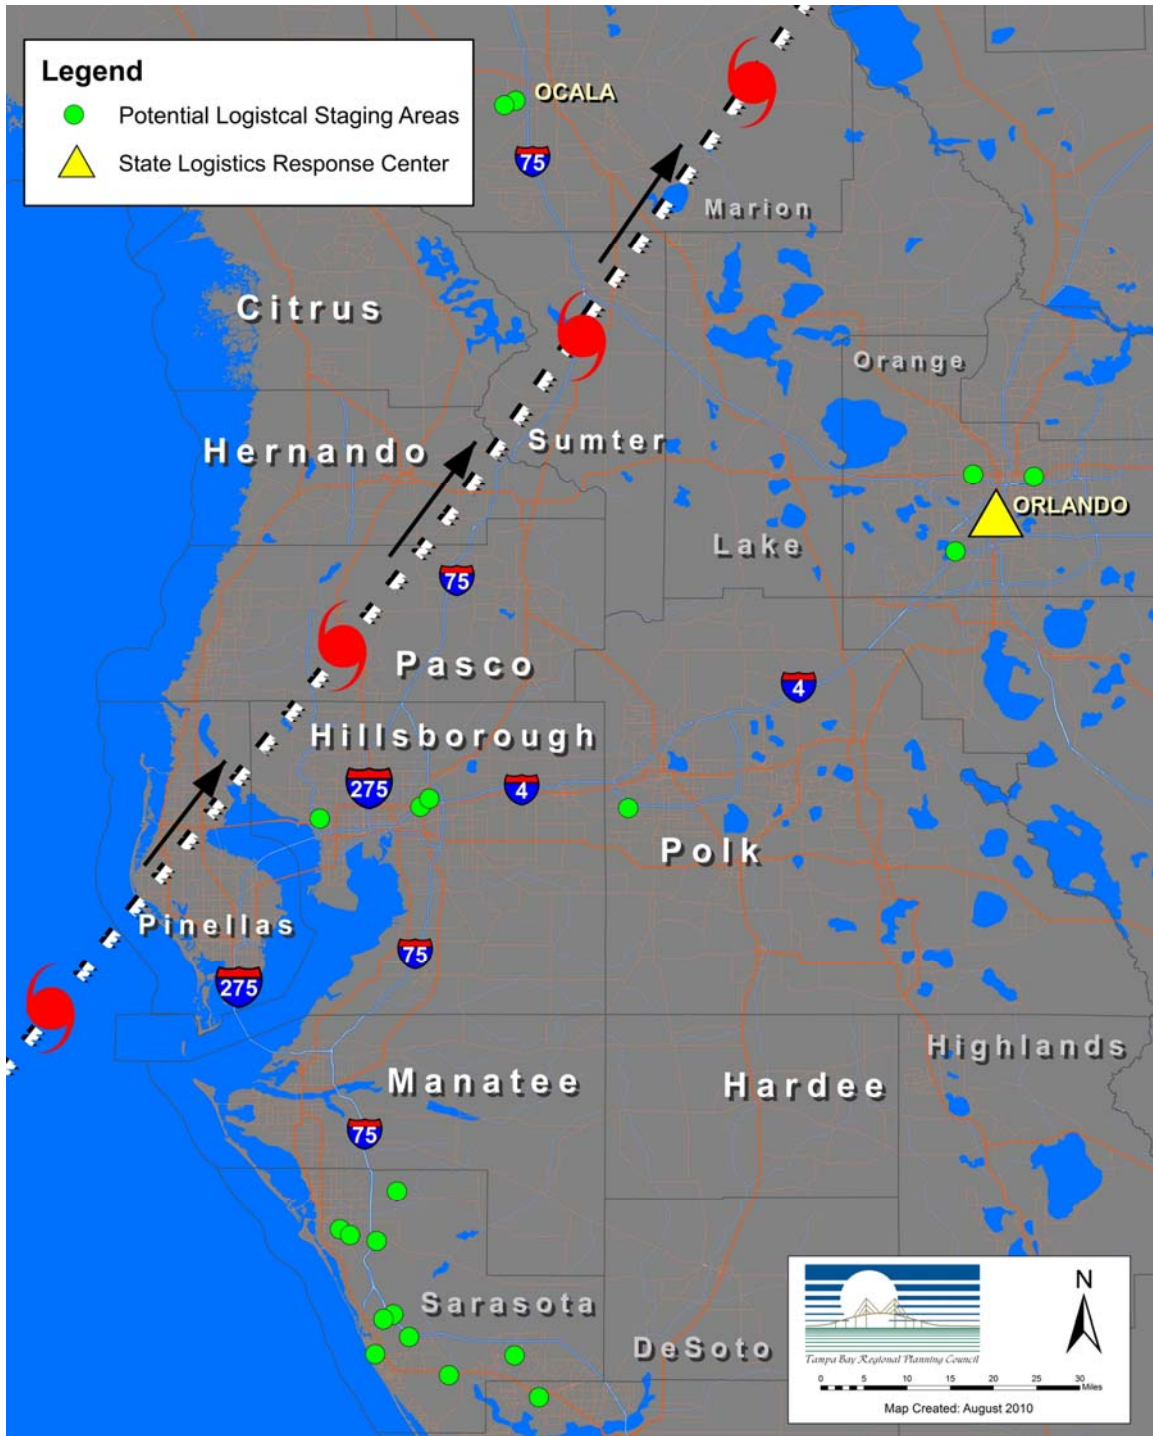 Legend
Potential Logistcal Staging Areas
State Logistics Response Center
OCALA
75
Marion
Citrus
Orange
Hernando
Sumter
ORLANDO
Lake
75
Pasco
4
Hillsborough
275
4
Polk
Pinellas
75
275
Highlands
Manatee
Hardee
75
Sarasota
DeSoto
N
Tampa Bay Regional Planning Council
0 5 10 15 20 25 30
Miles
Map Created: August 2010